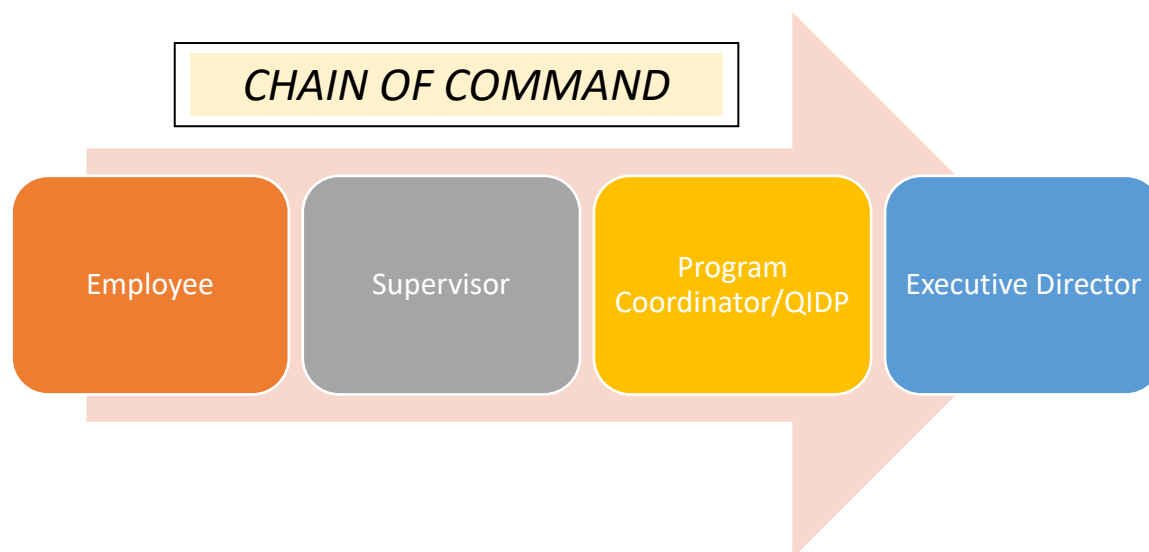 CHAIN OF COMMAND
Employee
Supervisor
Program
Coordinator/QIDP
Executive Director